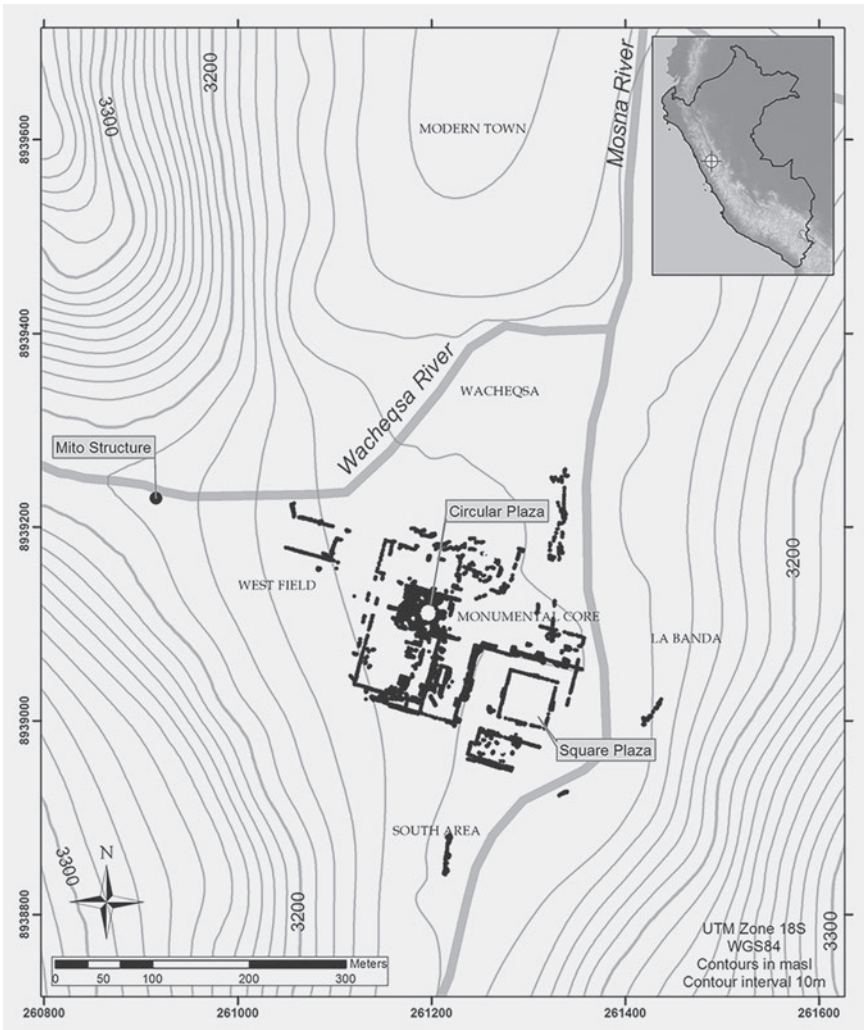 3200
3300
MODERN TOWN
Mosna River
8939600
8939400
Wacheqsa River
WACHEQSA
Mito Structure
Circular Plaza
8939200
WEST FIELD
MONUMENTAL CORE
3200
LA BANDA
8939000
Square Plaza
SOUTH AREA
3300
N
3200
8938800
3300
UTM Zone 18S
WGS84
Contours in masl
Contour interval 10m
Meters
0 50 100 200 300
260800 261000 261200 261400 261600